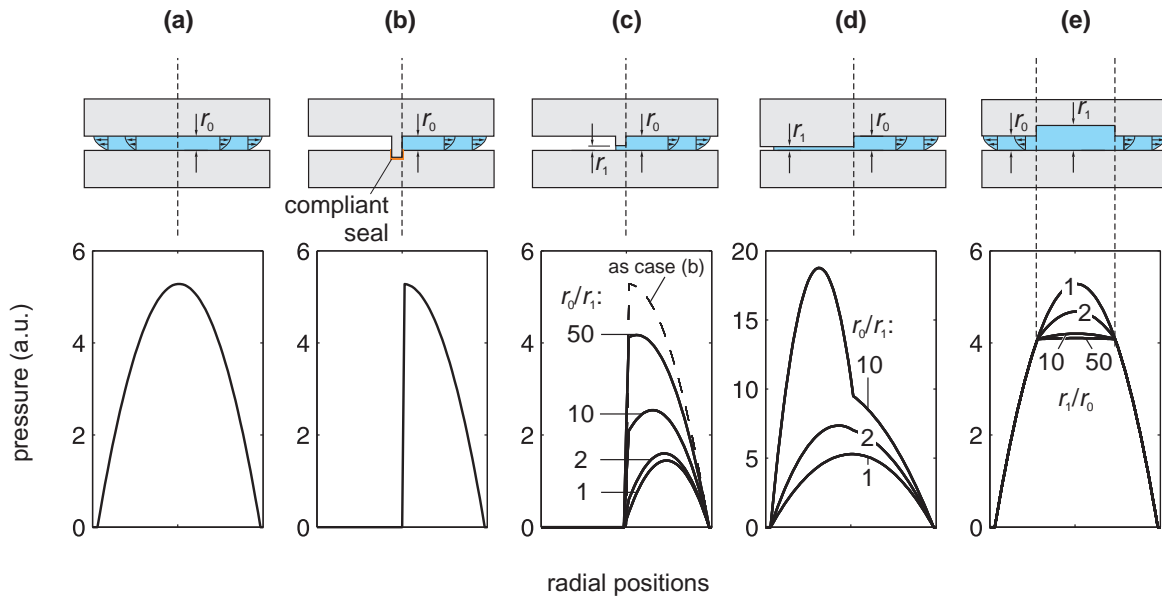 (a)
(b)
(c)
(d)
(e)
r0
r0
r1
r0
r1
r0
r0
r1
compliant
seal
pressure (a.u.)
6
4
2
0
6
4
2
0
6
4
2
0
as case (b)
r0/r1:
50
10
2
1
20
15
10
5
0
r0/r1:
10
2
1
6
4
2
0
1
2
10
50
r1/r0
radial positions